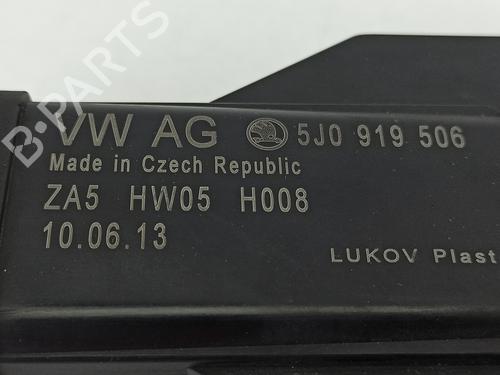 VW AG 5J0 919 506
Made in Czech Republic
ZA5 HW05 H008
10.06.13
LUKOV Plast
B-PARTS